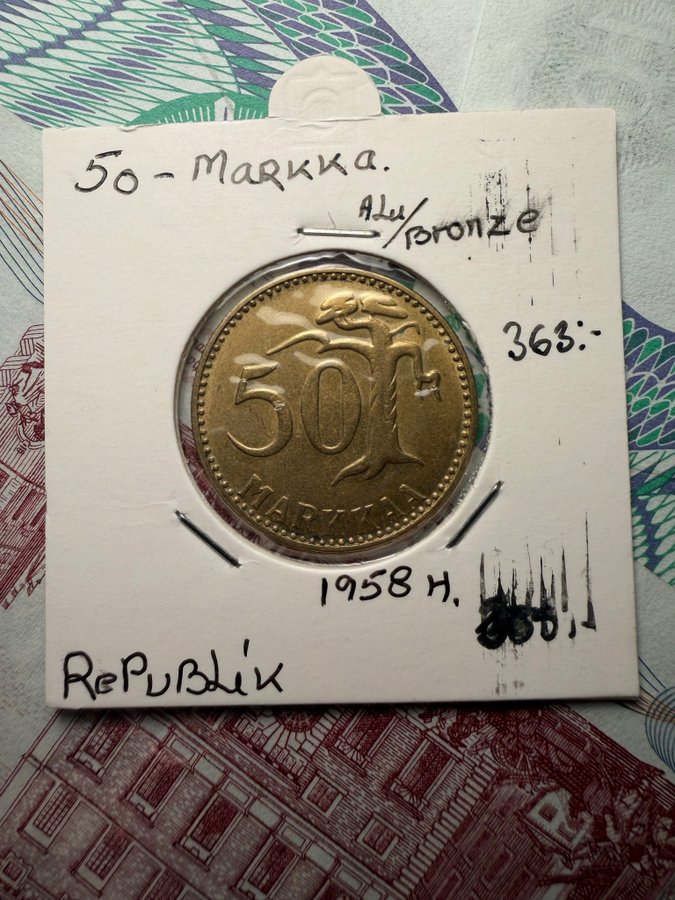 50 - MARKKA.
ALU/BRONZE
363:-
50
MARKKAA
1958 H.
RePUBLiK